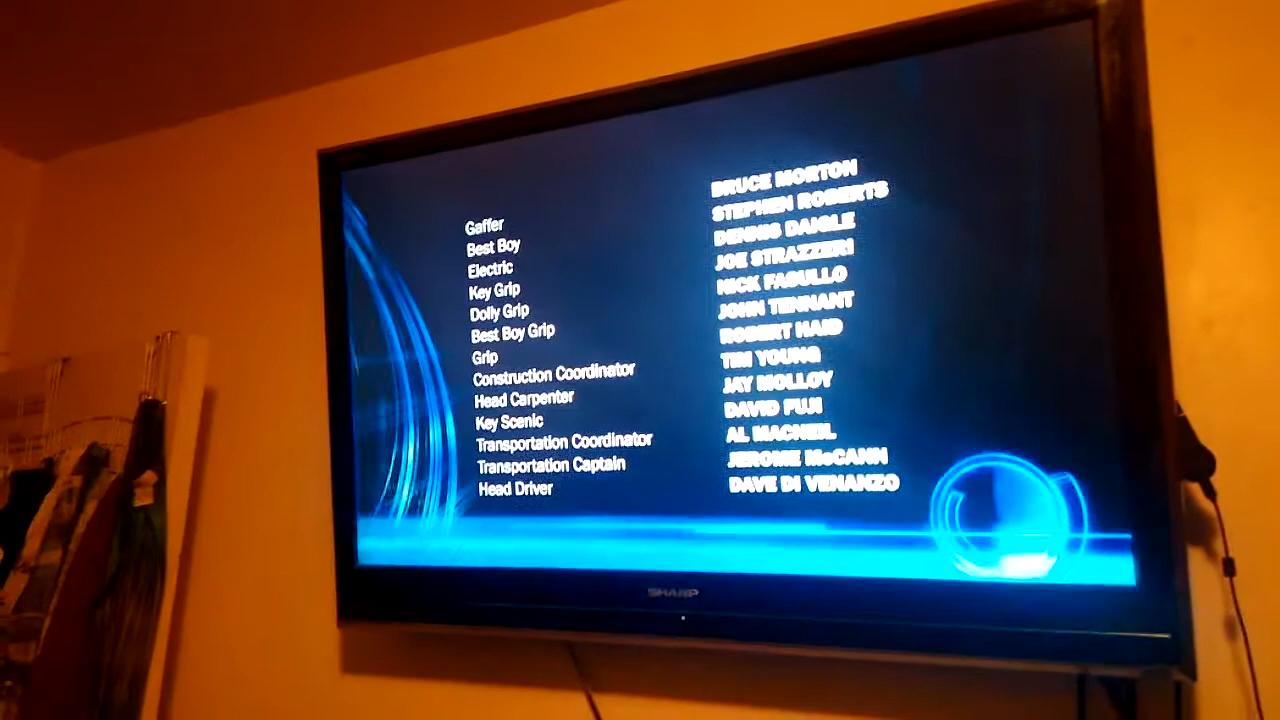 Gaffer BRUCE MORTON
Best Boy STEPHEN ROBERTS
Electric DENNIS DAIGLE
Key Grip JOE STRAZZERI
Dolly Grip NICK FASULLO
Best Boy Grip JOHN TENNANT
Grip ROBERT HAID
Construction Coordinator TIM YOUNG
Head Carpenter JAY MOLLOY
Key Scenic DAVID FUJI
Transportation Coordinator AL MACNEIL
Transportation Captain JEROME McCANN
Head Driver DAVE DI VENANZO
SHARP